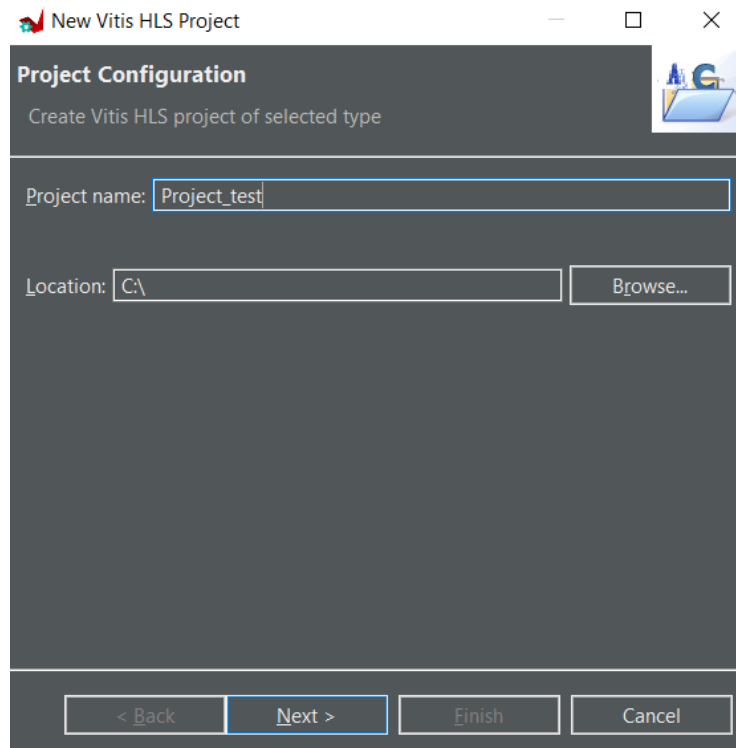 New Vitis HLS Project
Project Configuration
Create Vitis HLS project of selected type
Project name: Project_test
Location: C:\ Browse...
< Back Next > Finish Cancel